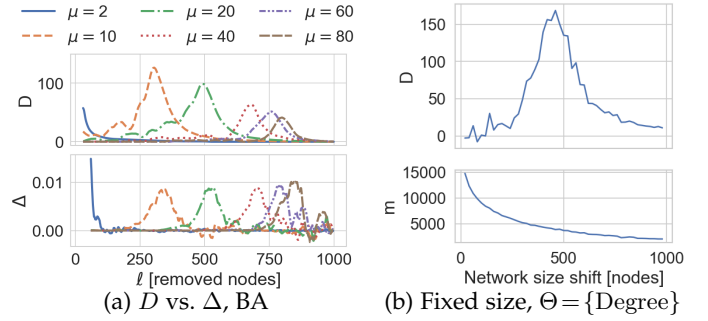 μ = 2 μ = 20 μ = 60
μ = 10 μ = 40 μ = 80
D
100
0
Δ
0.01
0.00
0 250 500 750 1000
ℓ [removed nodes]
(a) D vs. Δ, BA
D
150
100
50
0
m
15000
10000
5000
0 500 1000
Network size shift [nodes]
(b) Fixed size, Θ={Degree}